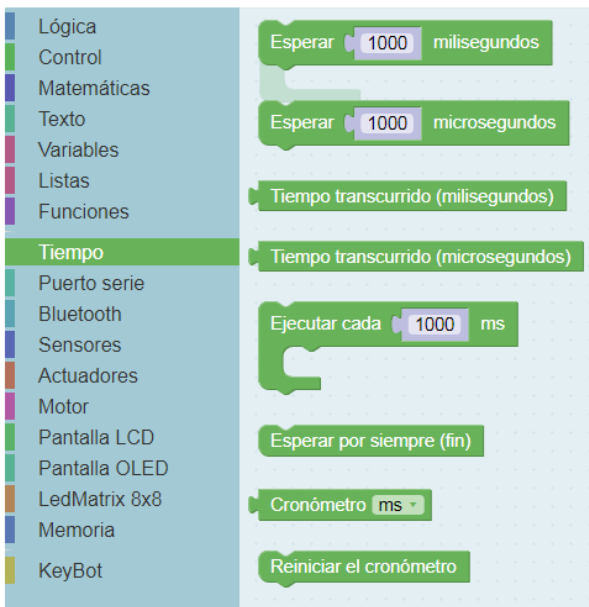 Lógica
Control
Matemáticas
Texto
Variables
Listas
Funciones
Tiempo
Puerto serie
Bluetooth
Sensores
Actuadores
Motor
Pantalla LCD
Pantalla OLED
LedMatrix 8x8
Memoria
KeyBot
Esperar 1000 milisegundos
Esperar 1000 microsegundos
Tiempo transcurrido (milisegundos)
Tiempo transcurrido (microsegundos)
Ejecutar cada 1000 ms
Esperar por siempre (fin)
Cronómetro ms
Reiniciar el cronómetro